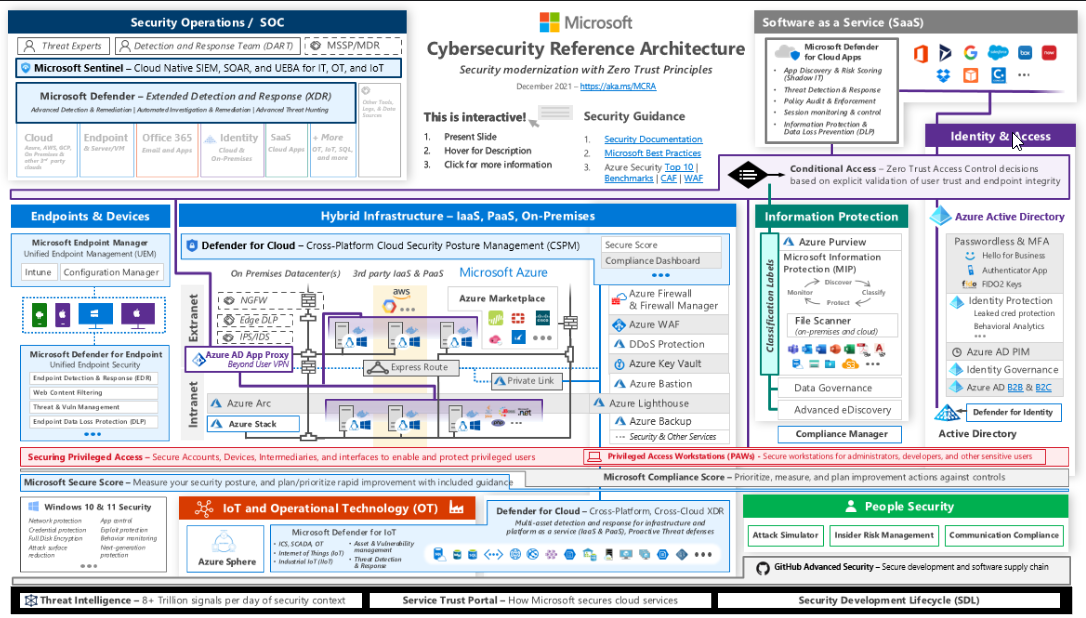 Security Operations / SOC
Threat Experts
Detection and Response Team (DART)
MSSP/MDR
Microsoft Sentinel – Cloud Native SIEM, SOAR, and UEBA for IT, OT, and IoT
Microsoft Defender – Extended Detection and Response (XDR)
Advanced Detection & Remediation | Automated Investigation & Remediation | Advanced Threat Hunting
Other Tools,
Logs, & Data
Sources
Cloud
Azure, AWS, GCP,
On Premises &
other 3rd party
clouds
Endpoint
& Server/VM
Office 365
Email and Apps
Identity
Cloud &
On-Premises
SaaS
Cloud Apps
+ More
OT, IoT, SQL,
and more
Microsoft
Cybersecurity Reference Architecture
Security modernization with Zero Trust Principles
December 2021 – https://aka.ms/MCRA
This is interactive!
1. Present Slide
2. Hover for Description
3. Click for more information
Security Guidance
1. Security Documentation
2. Microsoft Best Practices
3. Azure Security Top 10 |
Benchmarks | CAF | WAF
Software as a Service (SaaS)
Microsoft Defender
for Cloud Apps
• App Discovery & Risk Scoring
(Shadow IT)
• Threat Detection & Response
• Policy Audit & Enforcement
• Session monitoring & control
• Information Protection &
Data Loss Prevention (DLP)
box
Identity & Access
Conditional Access – Zero Trust Access Control decisions
based on explicit validation of user trust and endpoint integrity
Endpoints & Devices
Microsoft Endpoint Manager
Unified Endpoint Management (UEM)
Intune
Configuration Manager
Microsoft Defender for Endpoint
Unified Endpoint Security
Endpoint Detection & Response (EDR)
Web Content Filtering
Threat & Vuln Management
Endpoint Data Loss Protection (DLP)
Hybrid Infrastructure – IaaS, PaaS, On-Premises
Defender for Cloud – Cross-Platform Cloud Security Posture Management (CSPM)
Secure Score
Compliance Dashboard
On Premises Datacenter(s)
3rd party IaaS & PaaS
Microsoft Azure
Extranet
NGFW
Edge DLP
IPS/IDS
aws
Azure Marketplace
Azure AD App Proxy
Beyond User VPN
Express Route
Private Link
Intranet
Azure Arc
Azure Stack
.net
Azure Firewall
& Firewall Manager
Azure WAF
DDoS Protection
Azure Key Vault
Azure Bastion
Azure Lighthouse
Azure Backup
Security & Other Services
Information Protection
Classification Labels
Azure Purview
Microsoft Information
Protection (MIP)
Discover
Monitor
Classify
Protect
File Scanner
(on-premises and cloud)
Data Governance
Advanced eDiscovery
Compliance Manager
Azure Active Directory
Passwordless & MFA
Hello for Business
Authenticator App
FIDO2 Keys
Identity Protection
Leaked cred protection
Behavioral Analytics
Azure AD PIM
Identity Governance
Azure AD B2B & B2C
Defender for Identity
Active Directory
Securing Privileged Access – Secure Accounts, Devices, Intermediaries, and interfaces to enable and protect privileged users
Privileged Access Workstations (PAWs) - Secure workstations for administrators, developers, and other sensitive users
Microsoft Secure Score – Measure your security posture, and plan/prioritize rapid improvement with included guidance
Microsoft Compliance Score – Prioritize, measure, and plan improvement actions against controls
Windows 10 & 11 Security
Network protection
Credential protection
Full Disk Encryption
Attack surface
reduction
App control
Exploit protection
Behavior monitoring
Next-generation
protection
IoT and Operational Technology (OT)
Azure Sphere
Microsoft Defender for IoT
• ICS, SCADA, OT
• Internet of Things (IoT)
• Industrial IoT (IIoT)
• Asset & Vulnerability
management
• Threat Detection
& Response
Defender for Cloud – Cross-Platform, Cross-Cloud XDR
Multi-asset detection and response for infrastructure and
platform as a service (IaaS & PaaS), Proactive Threat defenses
People Security
Attack Simulator
Insider Risk Management
Communication Compliance
GitHub Advanced Security – Secure development and software supply chain
Threat Intelligence – 8+ Trillion signals per day of security context
Service Trust Portal – How Microsoft secures cloud services
Security Development Lifecycle (SDL)